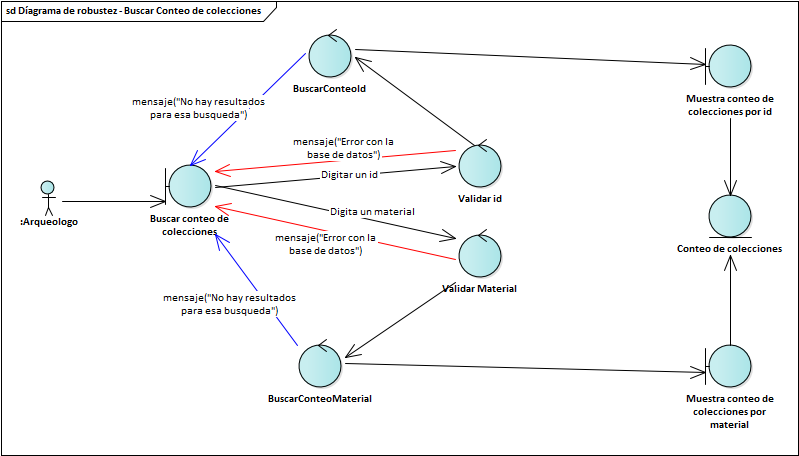 sd Díagrama de robustez - Buscar Conteo de colecciones
BuscarConteoId
Muestra conteo de
colecciones por id
mensaje("No hay resultados
para esa busqueda")
mensaje("Error con la
base de datos")
Digitar un id
Validar id
:Arqueologo
Buscar conteo de
colecciones
Digita un material
mensaje("Error con la
base de datos")
Conteo de colecciones
Validar Material
mensaje("No hay resultados
para esa busqueda")
BuscarConteoMaterial
Muestra conteo de
colecciones por
material